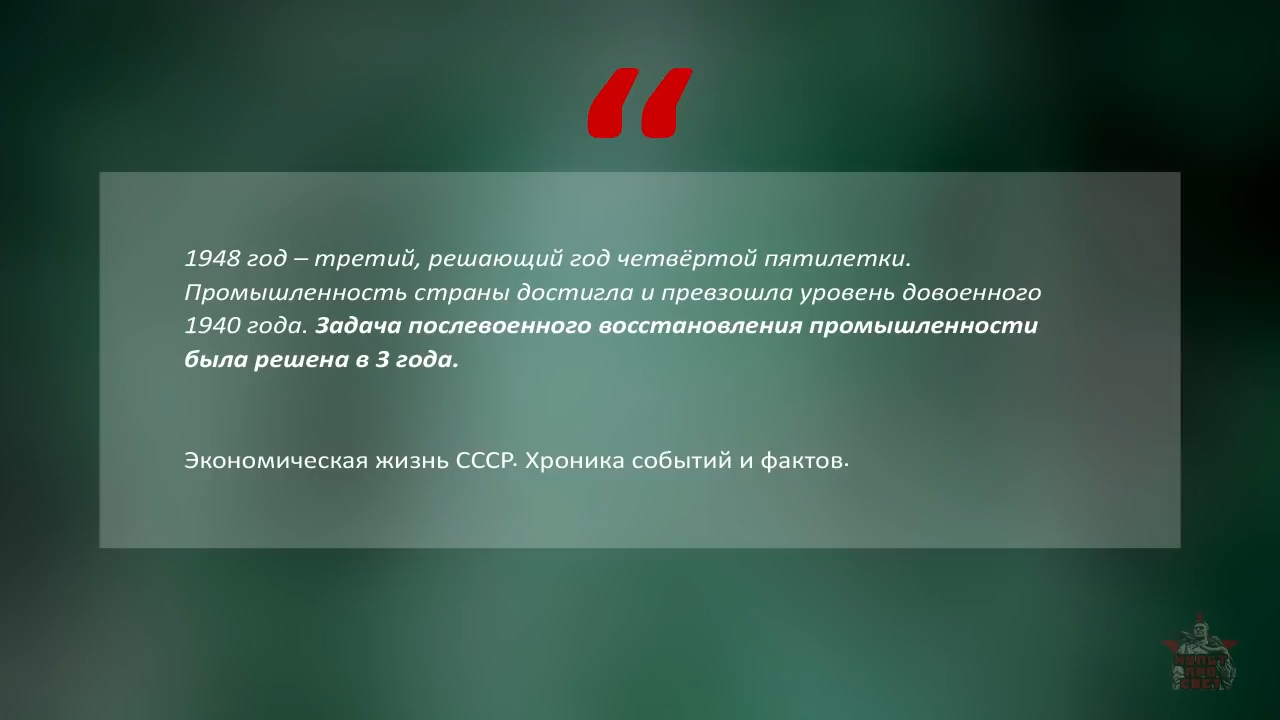 “
1948 год – третий, решающий год четвёртой пятилетки.
Промышленность страны достигла и превзошла уровень довоенного
1940 года. Задача послевоенного восстановления промышленности
была решена в 3 года.
Экономическая жизнь СССР. Хроника событий и фактов.